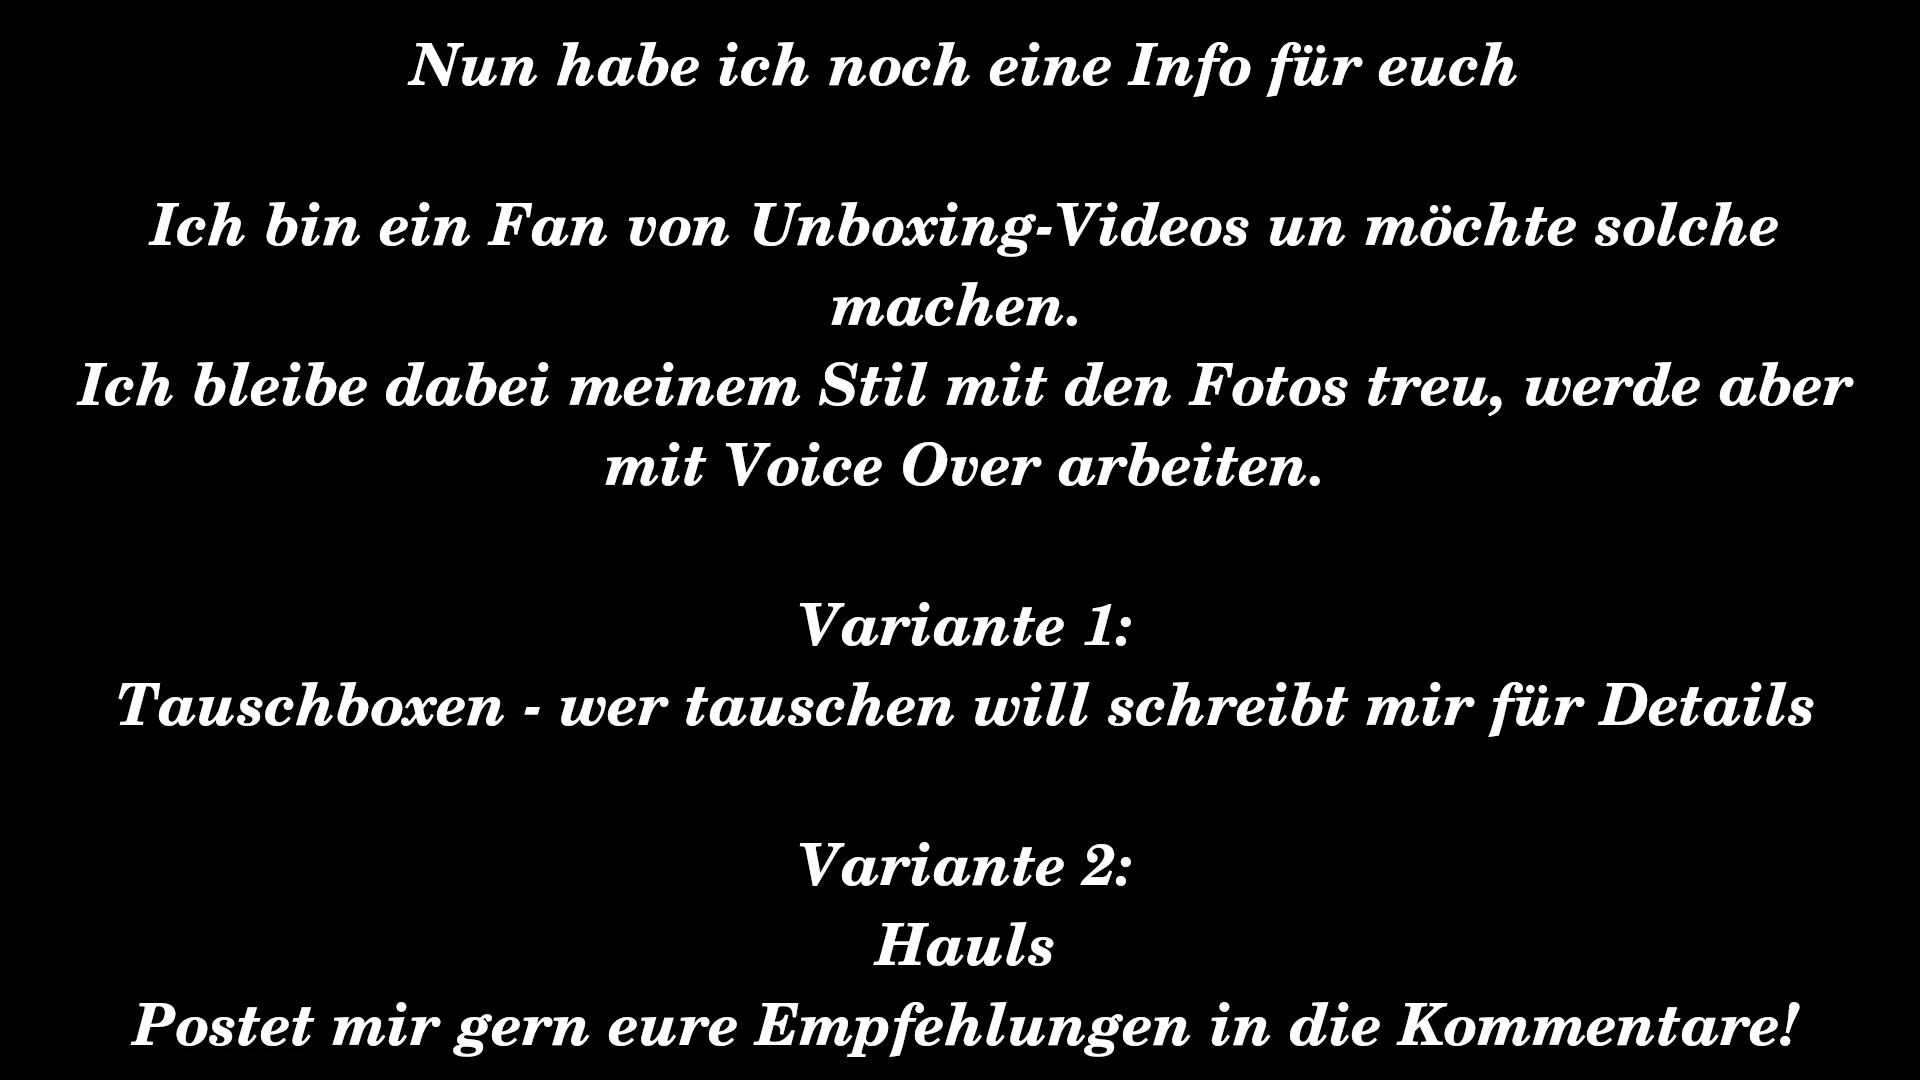 Nun habe ich noch eine Info für euch
Ich bin ein Fan von Unboxing-Videos un möchte solche
machen.
Ich bleibe dabei meinem Stil mit den Fotos treu, werde aber
mit Voice Over arbeiten.
Variante 1:
Tauschboxen - wer tauschen will schreibt mir für Details
Variante 2:
Hauls
Postet mir gern eure Empfehlungen in die Kommentare!